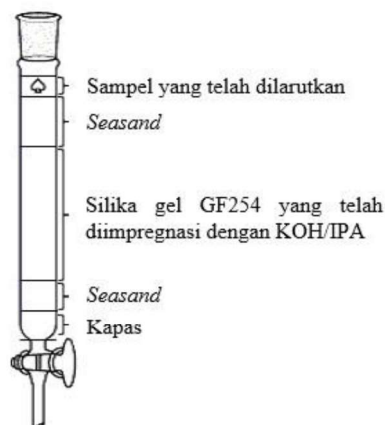 Sampel yang telah dilarutkan
Seasand
Silika gel GF254 yang telah
diimpregnasi dengan KOH/IPA
Seasand
Kapas